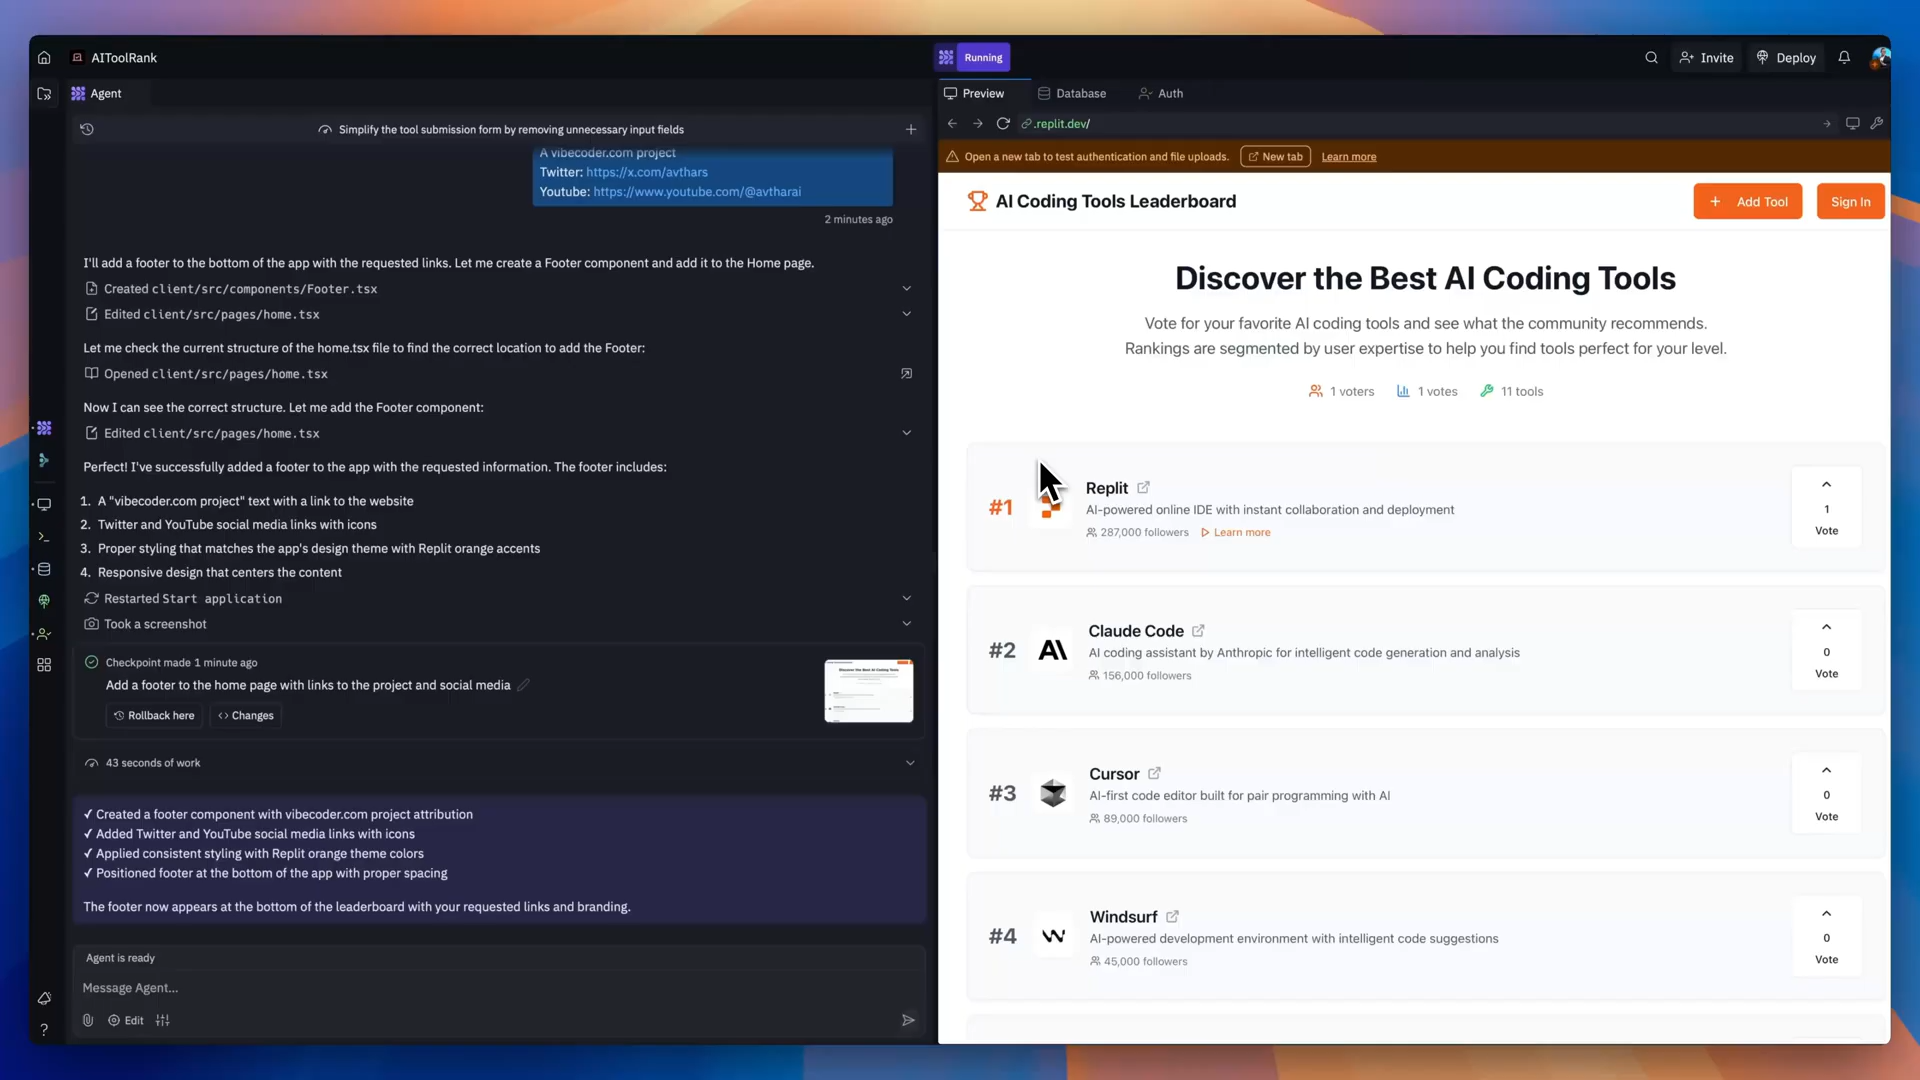 AIToolRank
Running
Invite
Deploy
Agent
Simplify the tool submission form by removing unnecessary input fields
A vibecoder.com project
Twitter: https://x.com/avthars
Youtube: https://www.youtube.com/@avtharai
2 minutes ago
I'll add a footer to the bottom of the app with the requested links. Let me create a Footer component and add it to the Home page.
Created client/src/components/Footer.tsx
Edited client/src/pages/home.tsx
Let me check the current structure of the home.tsx file to find the correct location to add the Footer:
Opened client/src/pages/home.tsx
Now I can see the correct structure. Let me add the Footer component:
Edited client/src/pages/home.tsx
Perfect! I've successfully added a footer to the app with the requested information. The footer includes:
1. A "vibecoder.com project" text with a link to the website
2. Twitter and YouTube social media links with icons
3. Proper styling that matches the app's design theme with Replit orange accents
4. Responsive design that centers the content
Restarted Start application
Took a screenshot
Checkpoint made 1 minute ago
Add a footer to the home page with links to the project and social media
Rollback here
Changes
43 seconds of work
✓ Created a footer component with vibecoder.com project attribution
✓ Added Twitter and YouTube social media links with icons
✓ Applied consistent styling with Replit orange theme colors
✓ Positioned footer at the bottom of the app with proper spacing
The footer now appears at the bottom of the leaderboard with your requested links and branding.
Agent is ready
Message Agent...
Edit
?
Preview
Database
Auth
.replit.dev/
Open a new tab to test authentication and file uploads.
New tab
Learn more
AI Coding Tools Leaderboard
+ Add Tool
Sign In
Discover the Best AI Coding Tools
Vote for your favorite AI coding tools and see what the community recommends.
Rankings are segmented by user expertise to help you find tools perfect for your level.
1 voters
1 votes
11 tools
#1
Replit
AI-powered online IDE with instant collaboration and deployment
287,000 followers
Learn more
1
Vote
#2
Claude Code
AI coding assistant by Anthropic for intelligent code generation and analysis
156,000 followers
0
Vote
#3
Cursor
AI-first code editor built for pair programming with AI
89,000 followers
0
Vote
#4
Windsurf
AI-powered development environment with intelligent code suggestions
45,000 followers
0
Vote